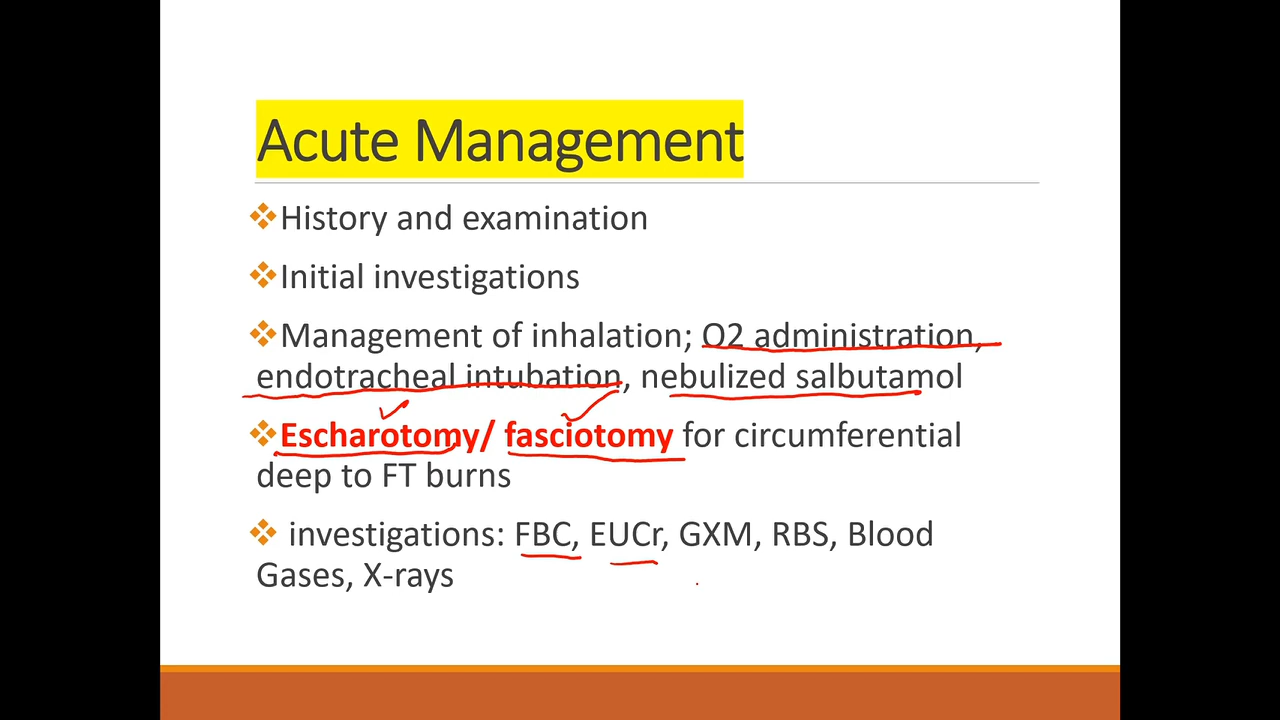 Acute Management
❖History and examination
❖Initial investigations
❖Management of inhalation; O2 administration,
endotracheal intubation, nebulized salbutamol
❖Escharotomy/ fasciotomy for circumferential
deep to FT burns
❖ investigations: FBC, EUCr, GXM, RBS, Blood
Gases, X-rays